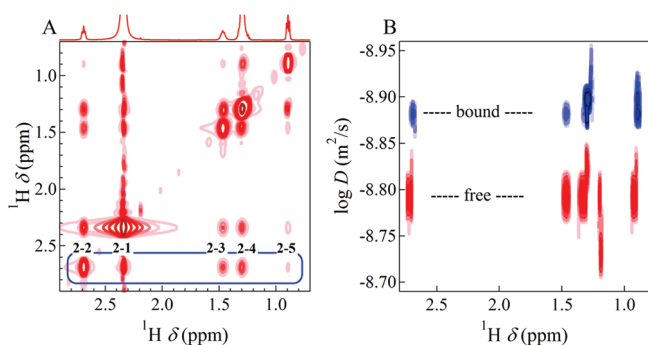 A
1.0
1.5
2.0
2.5
¹H δ (ppm)
2-2 2-1 2-3 2-4 2-5
2.5 2.0 1.5 1.0
¹H δ (ppm)
B
-8.95
-8.90
-8.85
-8.80
-8.75
-8.70
log D (m²/s)
bound
free
2.5 2.0 1.5 1.0
¹H δ (ppm)